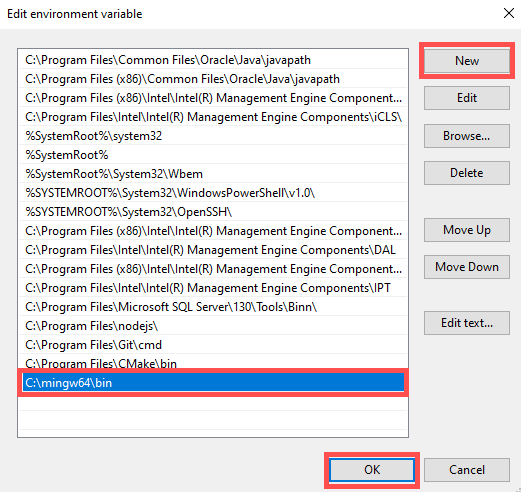 Edit environment variable
C:\Program Files\Common Files\Oracle\Java\javapath
C:\Program Files (x86)\Common Files\Oracle\Java\javapath
C:\Program Files (x86)\Intel\Intel(R) Management Engine Component...
C:\Program Files\Intel\Intel(R) Management Engine Components\iCLS\
%SystemRoot%\system32
%SystemRoot%
%SystemRoot%\System32\Wbem
%SYSTEMROOT%\System32\WindowsPowerShell\v1.0\
%SYSTEMROOT%\System32\OpenSSH\
C:\Program Files (x86)\Intel\Intel(R) Management Engine Component...
C:\Program Files\Intel\Intel(R) Management Engine Components\DAL
C:\Program Files (x86)\Intel\Intel(R) Management Engine Component...
C:\Program Files\Intel\Intel(R) Management Engine Components\IPT
C:\Program Files\Microsoft SQL Server\130\Tools\Binn\
C:\Program Files\nodejs\
C:\Program Files\Git\cmd
C:\Program Files\CMake\bin
C:\mingw64\bin
New
Edit
Browse...
Delete
Move Up
Move Down
Edit text...
OK
Cancel